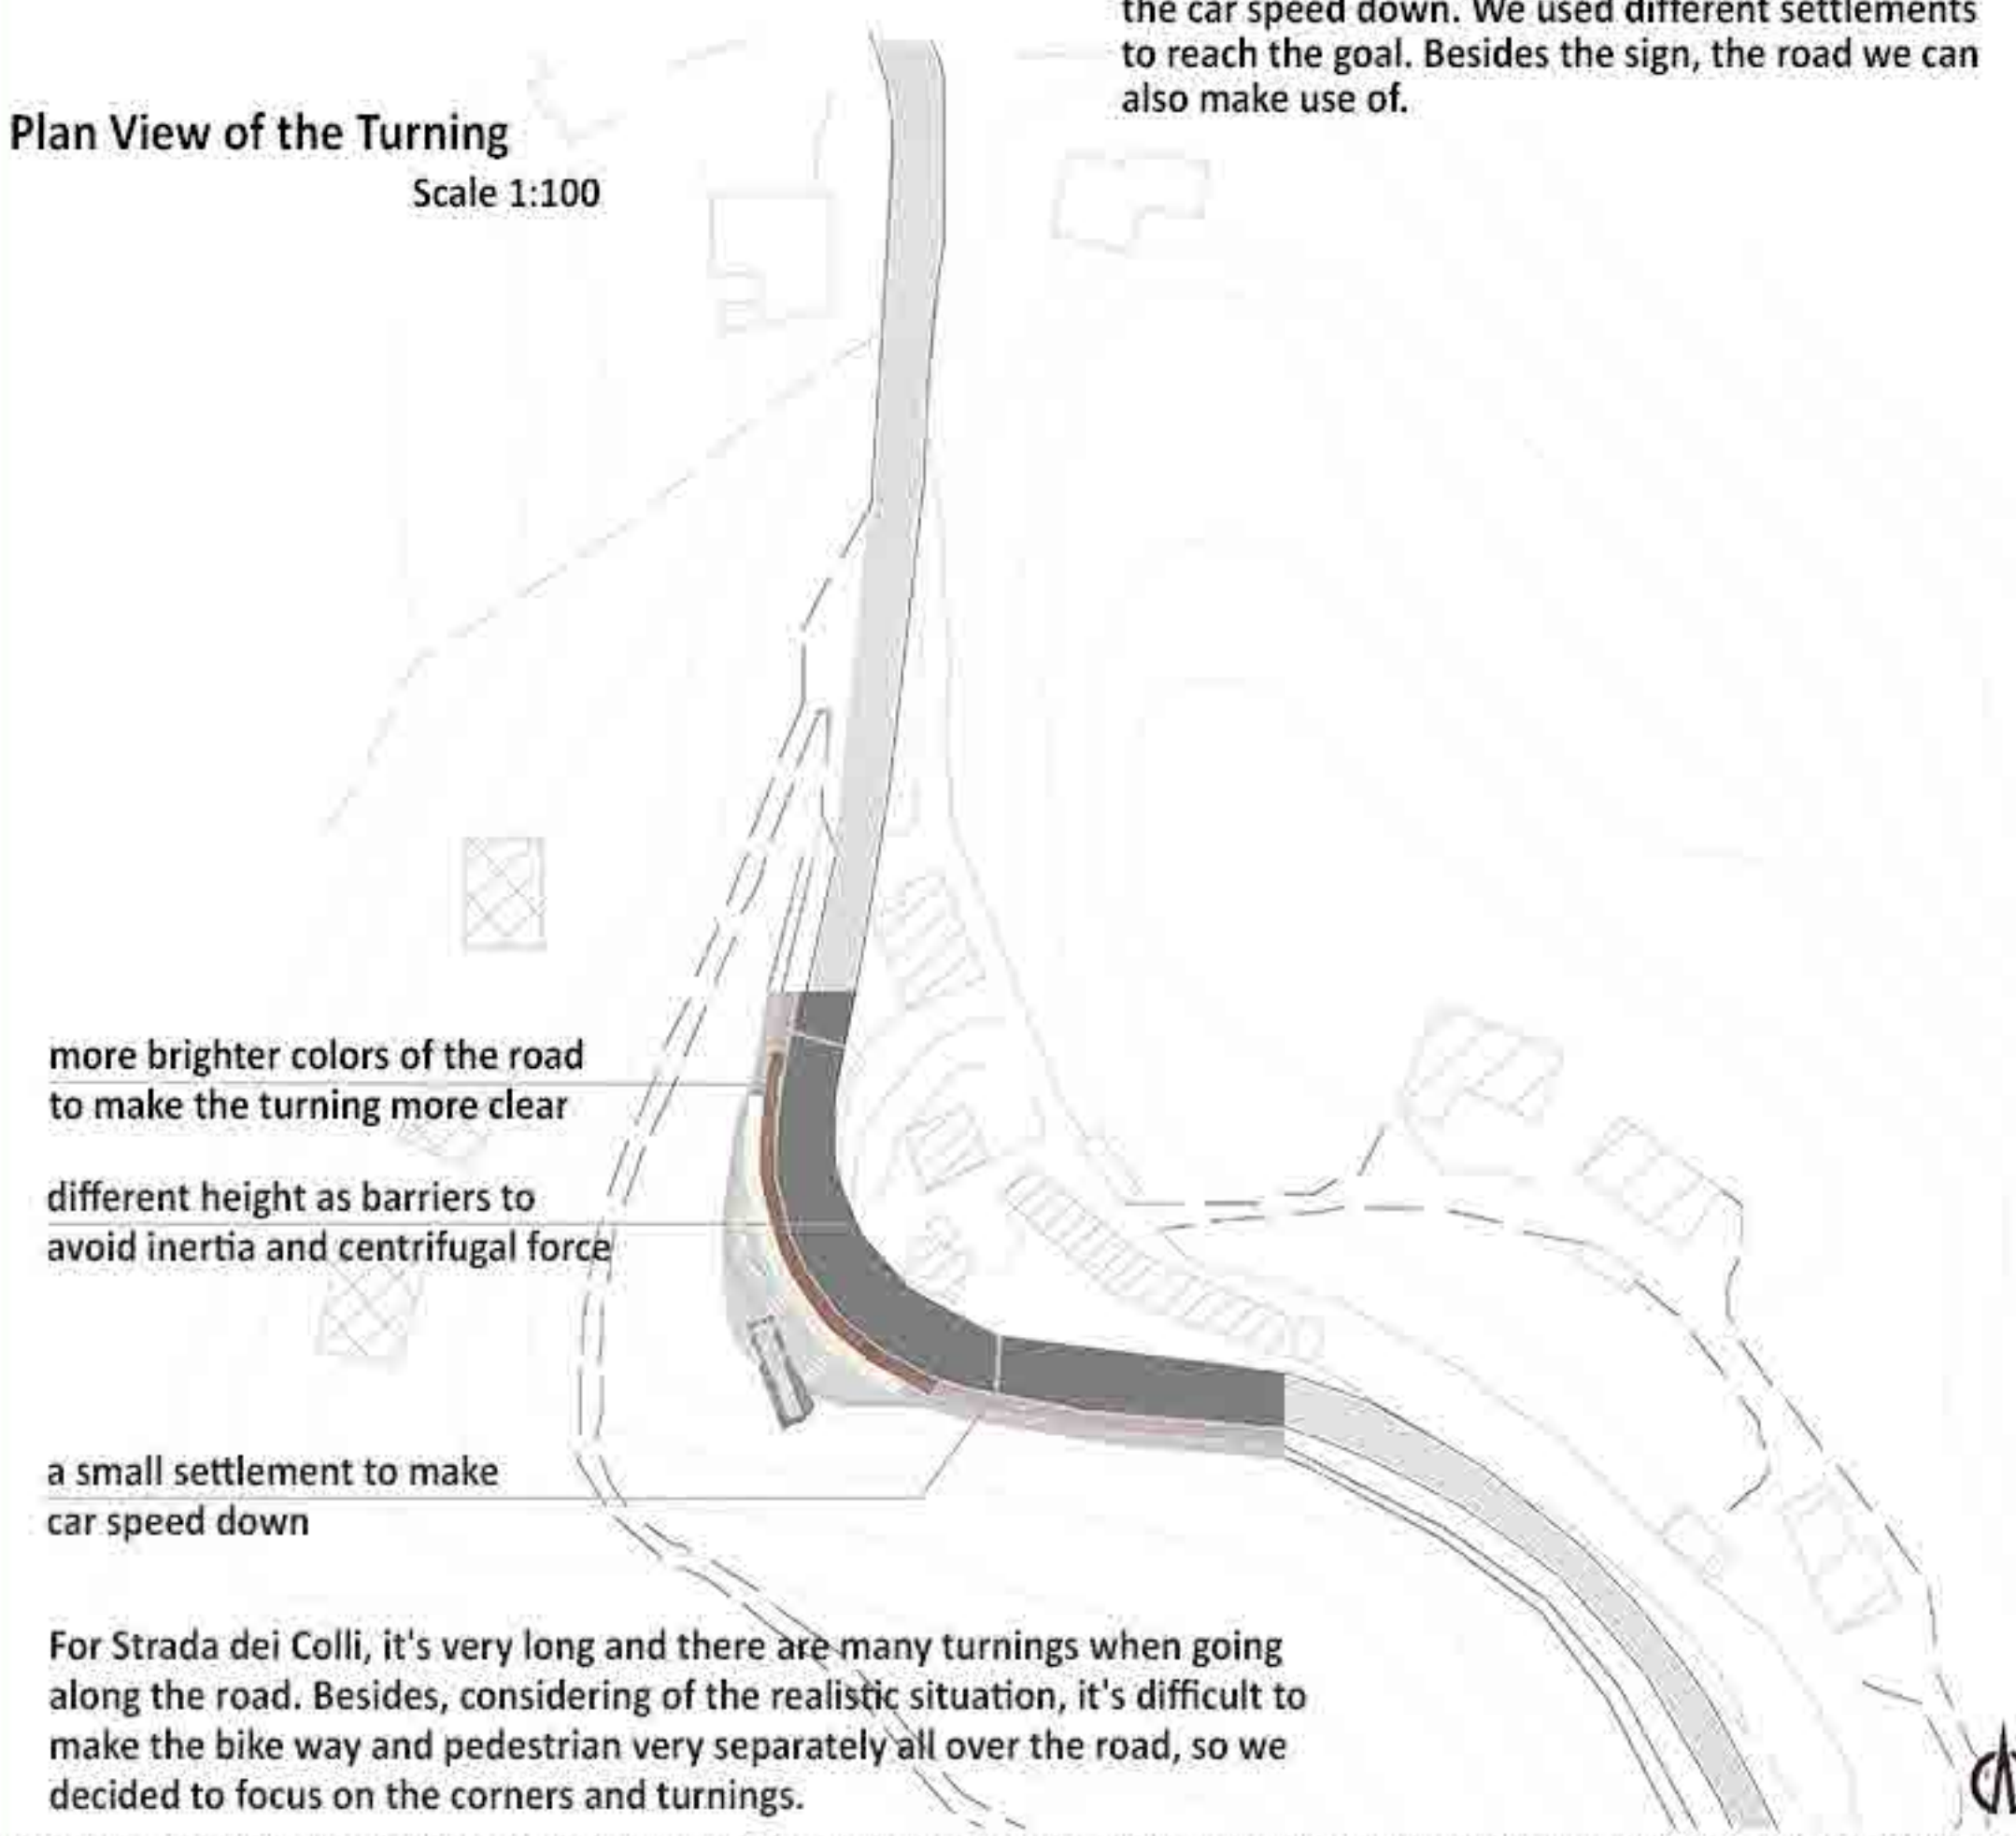 the car speed down. We used different settlements
to reach the goal. Besides the sign, the road we can
also make use of.
Plan View of the Turning
Scale 1:100
more brighter colors of the road
to make the turning more clear
different height as barriers to
avoid inertia and centrifugal force
a small settlement to make
car speed down
For Strada dei Colli, it's very long and there are many turnings when going
along the road. Besides, considering of the realistic situation, it's difficult to
make the bike way and pedestrian very separately all over the road, so we
decided to focus on the corners and turnings.